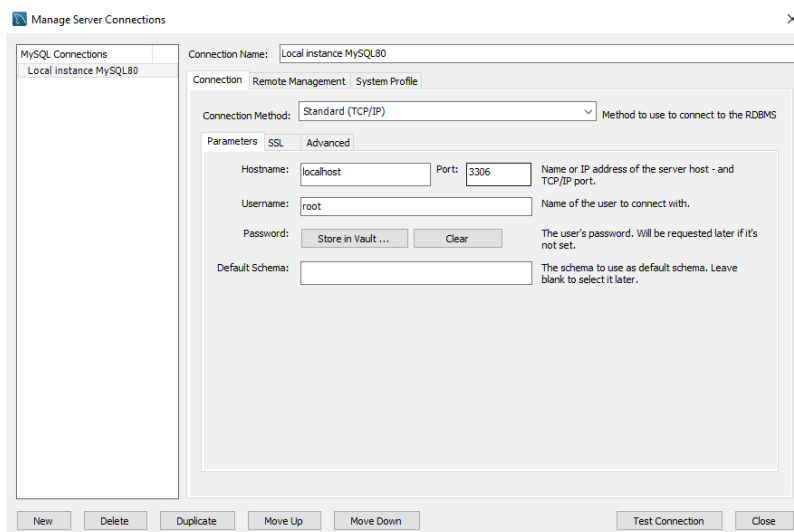 Manage Server Connections
MySQL Connections
Local instance MySQL80
Connection Name: Local instance MySQL80
Connection Remote Management System Profile
Connection Method: Standard (TCP/IP) Method to use to connect to the RDBMS
Parameters SSL Advanced
Hostname: localhost Port: 3306 Name or IP address of the server host - and
TCP/IP port.
Username: root Name of the user to connect with.
Password: Store in Vault ... Clear The user's password. Will be requested later if it's
not set.
Default Schema: The schema to use as default schema. Leave
blank to select it later.
New Delete Duplicate Move Up Move Down Test Connection Close